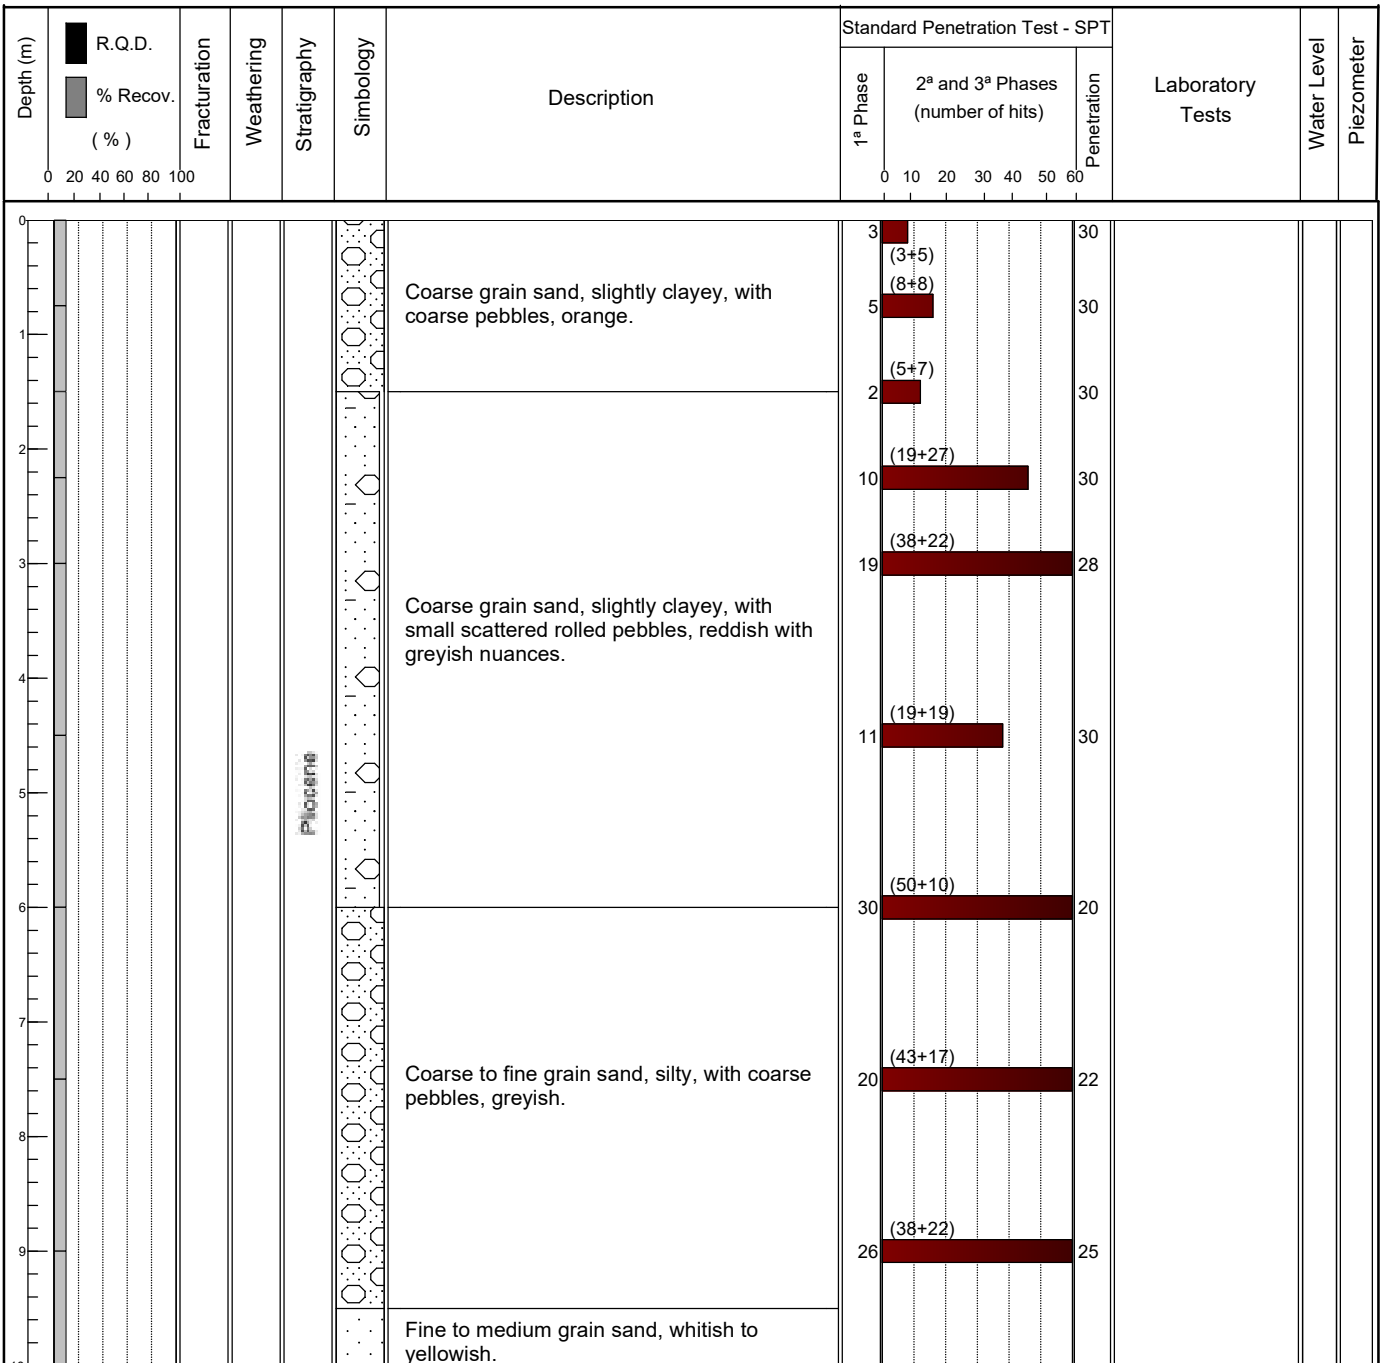 Depth (m)
R.Q.D.
% Recov.
( % )
0 20 40 60 80 100
Fracturation
Weathering
Stratigraphy
Simbology
Description
Standard Penetration Test - SPT
1ª Phase
2ª and 3ª Phases
(number of hits)
0 10 20 30 40 50 60
Penetration
Laboratory
Tests
Water Level
Piezometer
0
3
30
(3+5)
Coarse grain sand, slightly clayey, with
coarse pebbles, orange.
(8+8)
5
30
1
(5+7)
2
30
2
(19+27)
10
30
(38+22)
3
19
28
Coarse grain sand, slightly clayey, with
small scattered rolled pebbles, reddish with
greyish nuances.
4
(19+19)
11
30
Pliocene
5
(50+10)
6
30
20
7
Coarse to fine grain sand, silty, with coarse
pebbles, greyish.
(43+17)
20
22
8
(38+22)
9
26
25
Fine to medium grain sand, whitish to
yellowish.